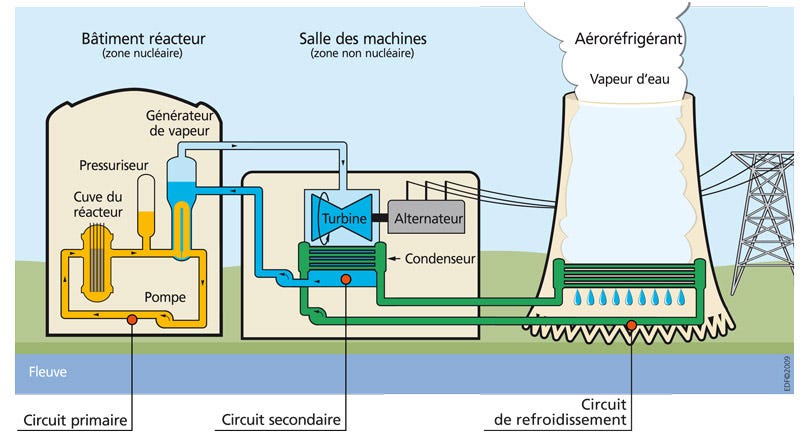 Bâtiment réacteur
(zone nucléaire)
Salle des machines
(zone non nucléaire)
Aéroréfrigérant
Vapeur d'eau
Générateur
de vapeur
Pressuriseur
Cuve du
réacteur
Turbine
Alternateur
Condenseur
Pompe
Fleuve
EDF©2009
Circuit primaire
Circuit secondaire
Circuit
de refroidissement